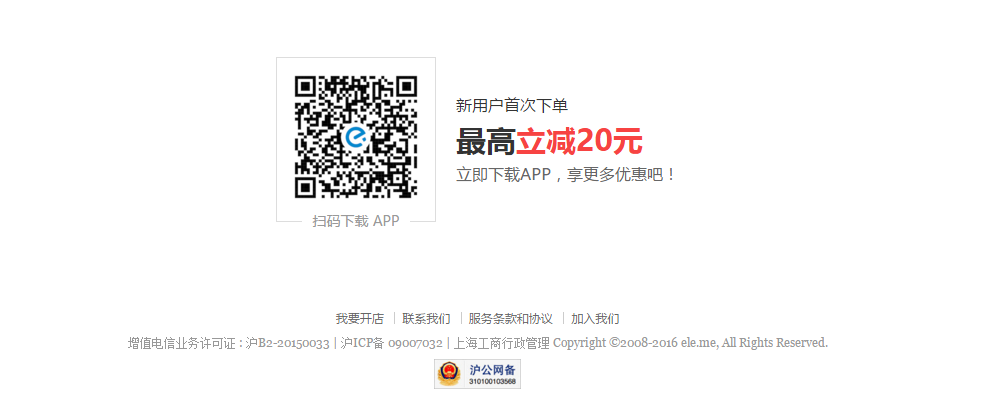 新用户首次下单
最高立减20元
立即下载APP，享更多优惠吧！
扫码下载 APP
我要开店 | 联系我们 | 服务条款和协议 | 加入我们
增值电信业务许可证 : 沪B2-20150033 | 沪ICP备 09007032 | 上海工商行政管理 Copyright ©2008-2016 ele.me, All Rights Reserved.
沪公网备
310100103568